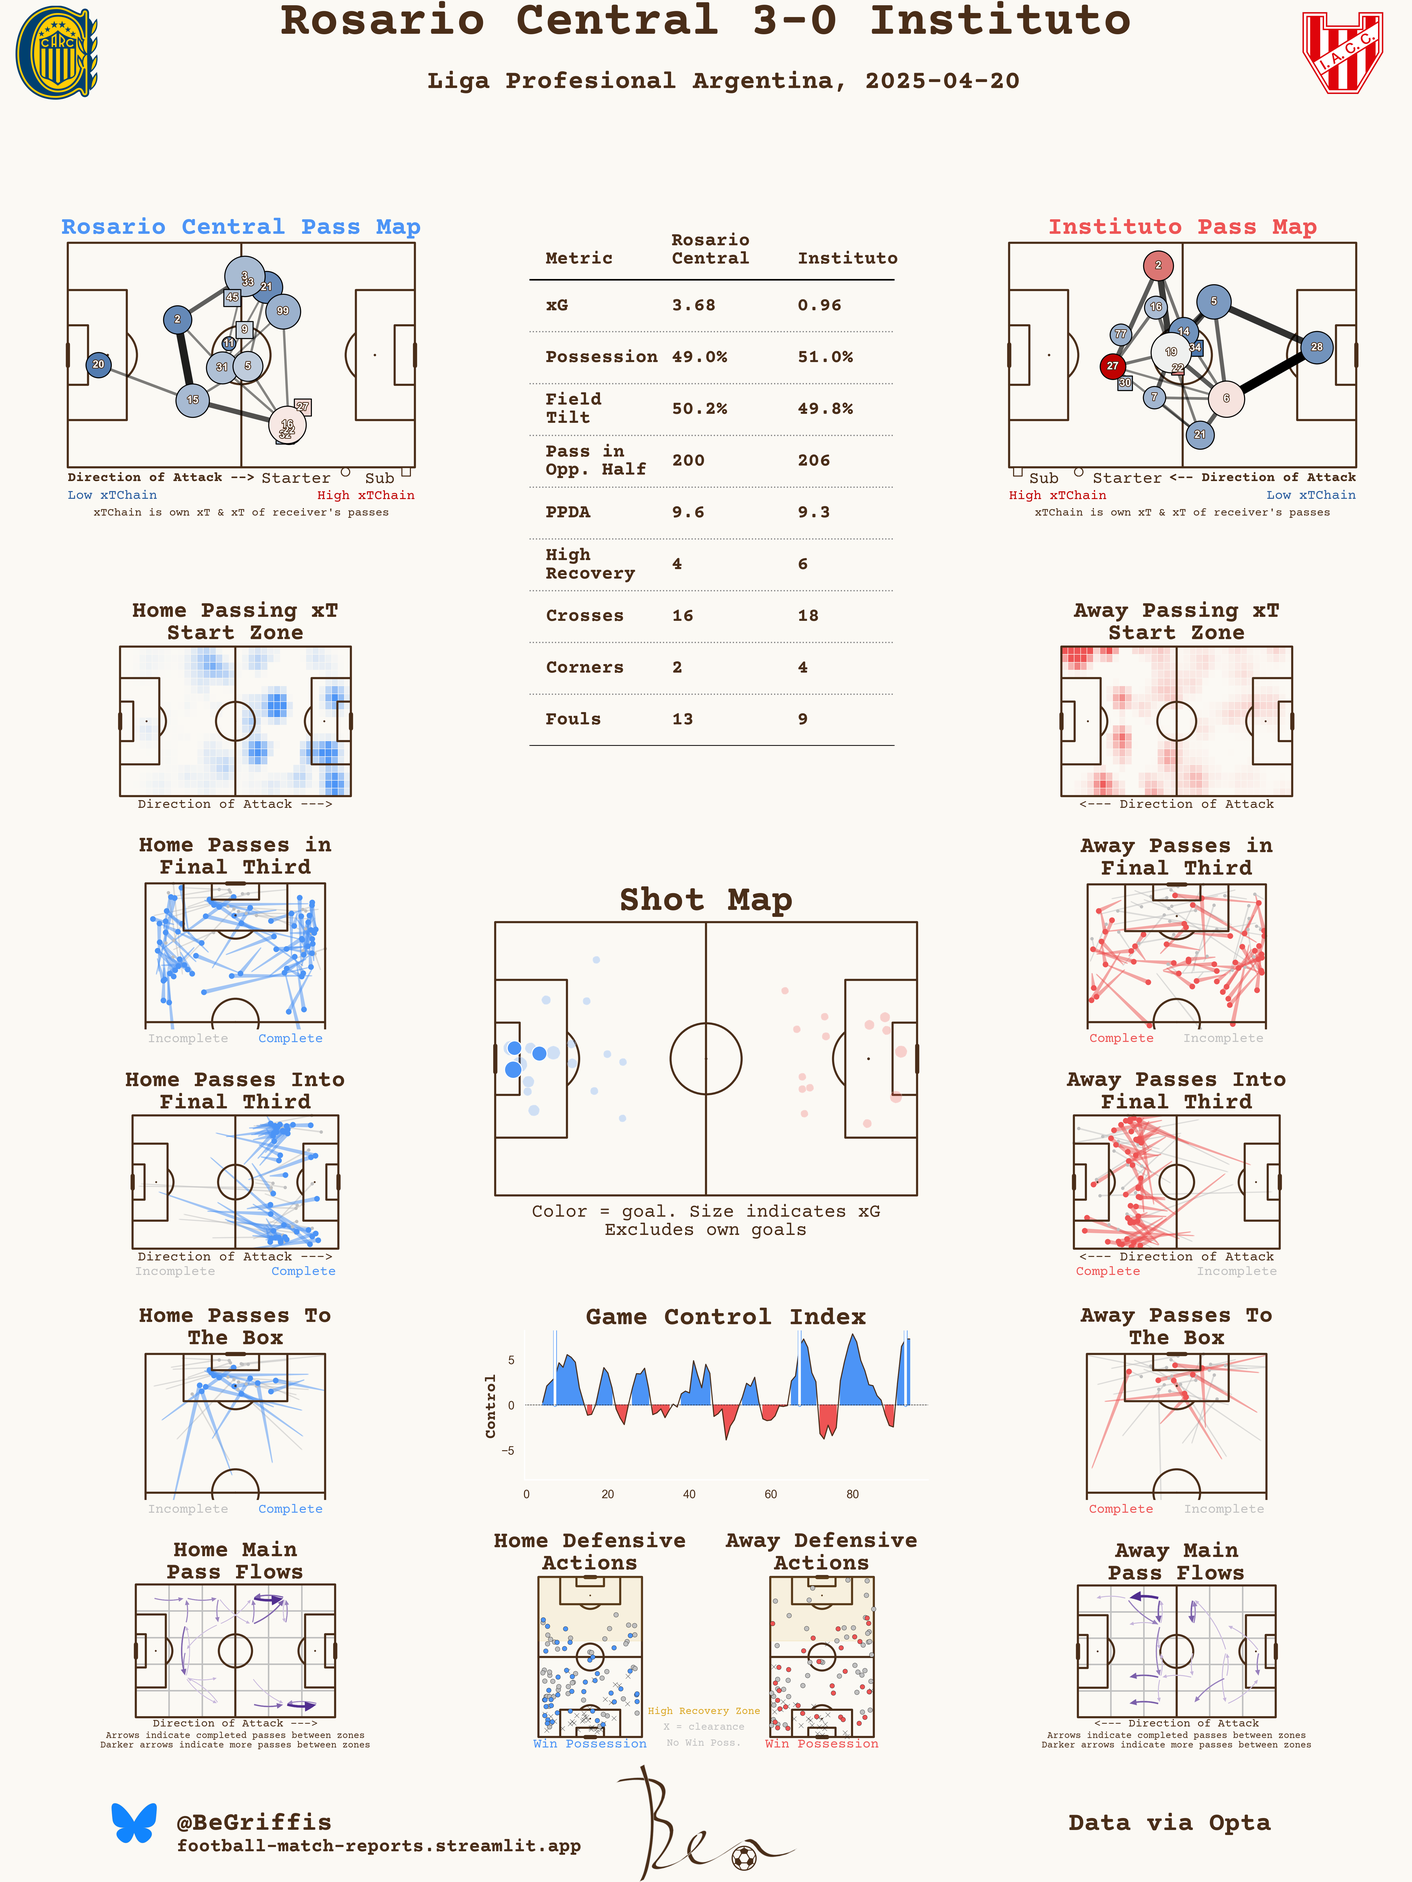 Rosario Central 3-0 Instituto
Liga Profesional Argentina, 2025-04-20
CARC
I.A.C.C.
Rosario Central Pass Map
3
33
21
45
99
2
9
11
20
31
5
15
27
16
22
32
Direction of Attack --> Starter Sub
Low xTChain High xTChain
xTChain is own xT & xT of receiver's passes
Metric Rosario Central Instituto
xG 3.68 0.96
Possession 49.0% 51.0%
Field Tilt 50.2% 49.8%
Pass in Opp. Half 200 206
PPDA 9.6 9.3
High Recovery 4 6
Crosses 16 18
Corners 2 4
Fouls 13 9
Instituto Pass Map
2
16
5
77
14
34
28
19
27
22
30
7
6
21
Sub Starter <-- Direction of Attack
High xTChain Low xTChain
xTChain is own xT & xT of receiver's passes
Home Passing xT
Start Zone
Direction of Attack --->
Away Passing xT
Start Zone
<--- Direction of Attack
Home Passes in
Final Third
Incomplete Complete
Away Passes in
Final Third
Complete Incomplete
Shot Map
Color = goal. Size indicates xG
Excludes own goals
Home Passes Into
Final Third
Direction of Attack --->
Incomplete Complete
Away Passes Into
Final Third
<--- Direction of Attack
Complete Incomplete
Home Passes To
The Box
Incomplete Complete
Game Control Index
Control
5
0
−5
0 20 40 60 80
Away Passes To
The Box
Complete Incomplete
Home Main
Pass Flows
Direction of Attack --->
Arrows indicate completed passes between zones
Darker arrows indicate more passes between zones
Home Defensive
Actions
Win Possession
High Recovery Zone
X = clearance
No Win Poss.
Away Defensive
Actions
Win Possession
Away Main
Pass Flows
<--- Direction of Attack
Arrows indicate completed passes between zones
Darker arrows indicate more passes between zones
@BeGriffis
football-match-reports.streamlit.app
Ben
Data via Opta